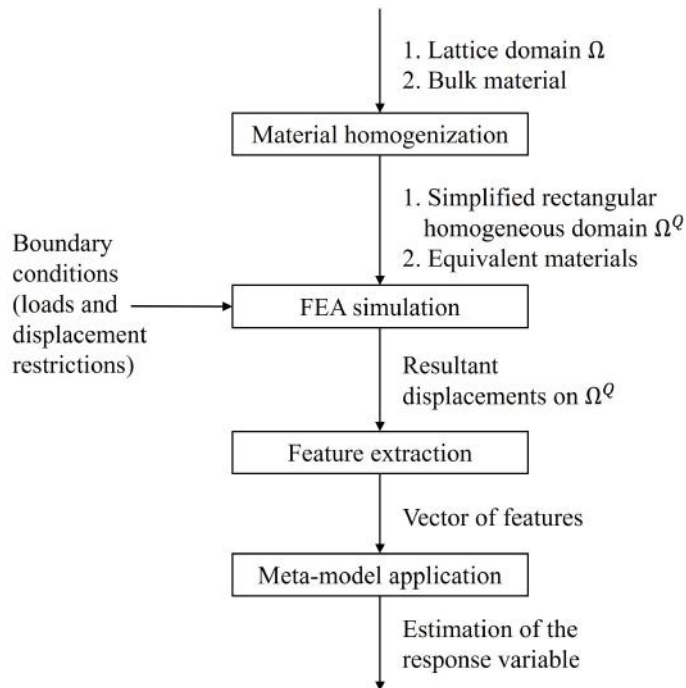 1. Lattice domain Ω
2. Bulk material
Material homogenization
1. Simplified rectangular
homogeneous domain Ω^Q
2. Equivalent materials
Boundary
conditions
(loads and
displacement
restrictions)
FEA simulation
Resultant
displacements on Ω^Q
Feature extraction
Vector of features
Meta-model application
Estimation of the
response variable